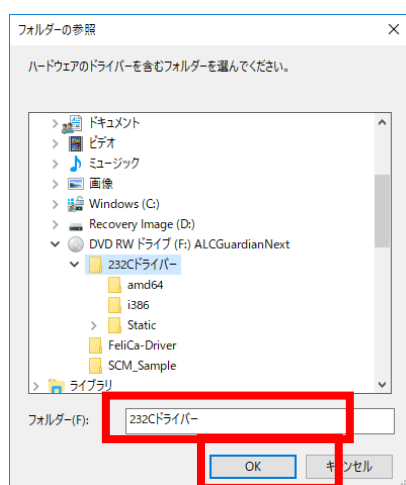 フォルダーの参照
ハードウェアのドライバーを含むフォルダーを選んでください。
ドキュメント
ビデオ
ミュージック
画像
Windows (C:)
Recovery Image (D:)
DVD RW ドライブ (F:) ALCGuardianNext
232Cドライバー
amd64
i386
Static
FeliCa-Driver
SCM_Sample
ライブラリ
フォルダー(F): 232Cドライバー
OK キャンセル